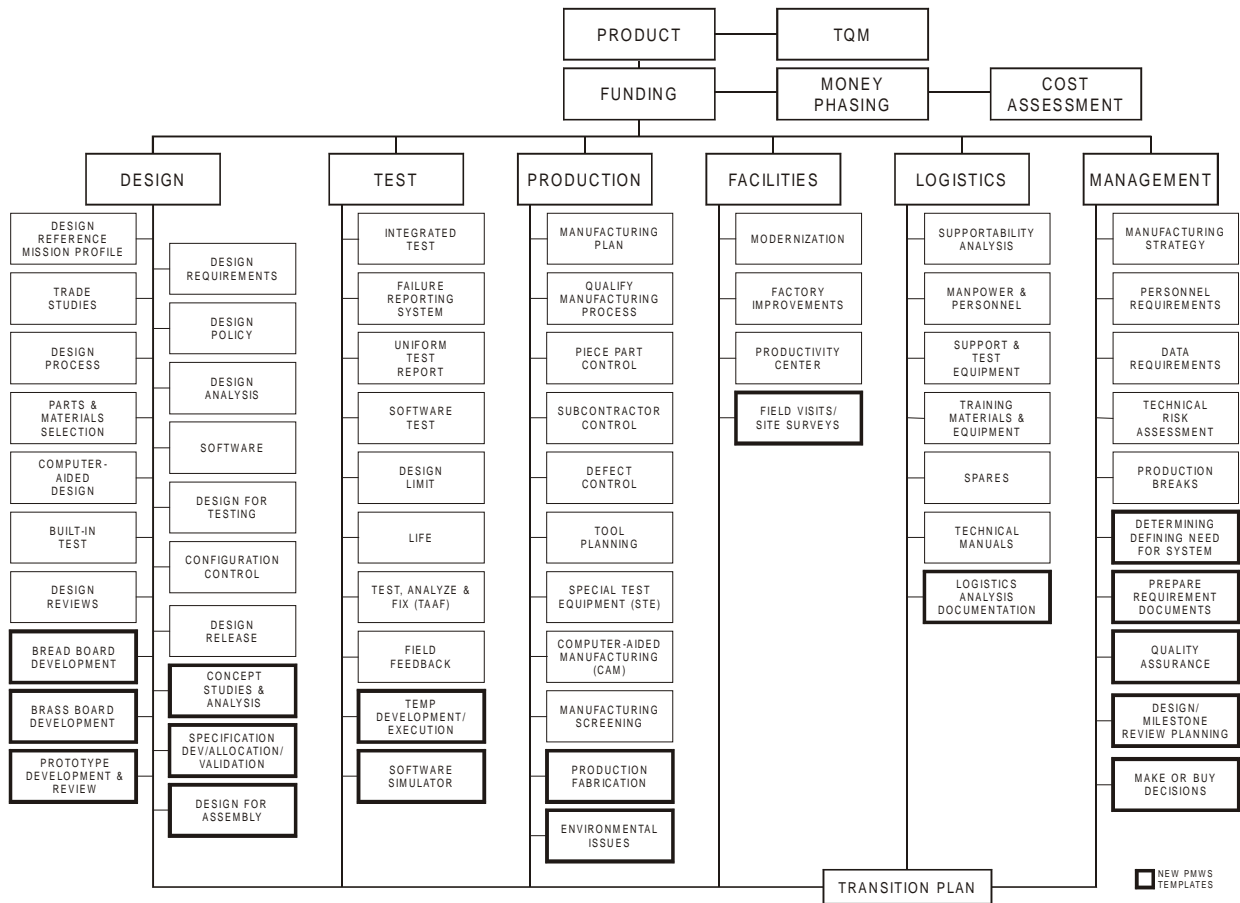 PRODUCT
TQM
FUNDING
MONEY
PHASING
COST
ASSESSMENT
DESIGN
TEST
PRODUCTION
FACILITIES
LOGISTICS
MANAGEMENT
DESIGN
REFERENCE
MISSION PROFILE
TRADE
STUDIES
DESIGN
PROCESS
PARTS &
MATERIALS
SELECTION
COMPUTER-
AIDED
DESIGN
BUILT-IN
TEST
DESIGN
REVIEWS
BREAD BOARD
DEVELOPMENT
BRASS BOARD
DEVELOPMENT
PROTOTYPE
DEVELOPMENT &
REVIEW
DESIGN
REQUIREMENTS
DESIGN
POLICY
DESIGN
ANALYSIS
SOFTWARE
DESIGN FOR
TESTING
CONFIGURATION
CONTROL
DESIGN
RELEASE
CONCEPT
STUDIES &
ANALYSIS
SPECIFICATION
DEV/ALLOCATION/
VALIDATION
DESIGN FOR
ASSEMBLY
INTEGRATED
TEST
FAILURE
REPORTING
SYSTEM
UNIFORM
TEST
REPORT
SOFTWARE
TEST
DESIGN
LIMIT
LIFE
TEST, ANALYZE &
FIX (TAAF)
FIELD
FEEDBACK
TEMP
DEVELOPMENT/
EXECUTION
SOFTWARE
SIMULATOR
MANUFACTURING
PLAN
QUALIFY
MANUFACTURING
PROCESS
PIECE PART
CONTROL
SUBCONTRACTOR
CONTROL
DEFECT
CONTROL
TOOL
PLANNING
SPECIAL TEST
EQUIPMENT (STE)
COMPUTER-AIDED
MANUFACTURING
(CAM)
MANUFACTURING
SCREENING
PRODUCTION
FABRICATION
ENVIRONMENTAL
ISSUES
MODERNIZATION
FACTORY
IMPROVEMENTS
PRODUCTIVITY
CENTER
FIELD VISITS/
SITE SURVEYS
SUPPORTABILITY
ANALYSIS
MANPOWER &
PERSONNEL
SUPPORT &
TEST
EQUIPMENT
TRAINING
MATERIALS &
EQUIPMENT
SPARES
TECHNICAL
MANUALS
LOGISTICS
ANALYSIS
DOCUMENTATION
MANUFACTURING
STRATEGY
PERSONNEL
REQUIREMENTS
DATA
REQUIREMENTS
TECHNICAL
RISK
ASSESSMENT
PRODUCTION
BREAKS
DETERMINING
DEFINING NEED
FOR SYSTEM
PREPARE
REQUIREMENT
DOCUMENTS
QUALITY
ASSURANCE
DESIGN/
MILESTONE
REVIEW PLANNING
MAKE OR BUY
DECISIONS
TRANSITION PLAN
NEW PMWS
TEMPLATES